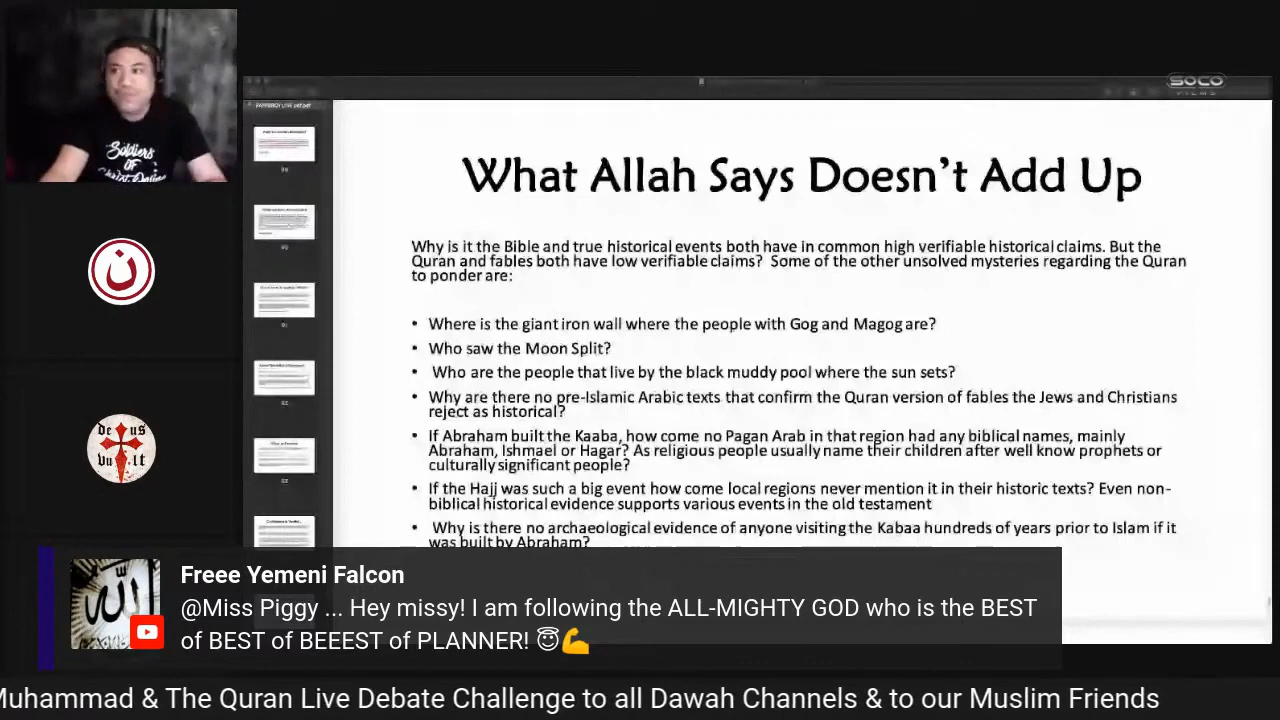 SOCO
FILMS
Soldiers
OF
What Allah Says Doesn't Add Up
Why is it the Bible and true historical events both have in common high verifiable historical claims. But the
Quran and fables both have low verifiable claims? Some of the other unsolved mysteries regarding the Quran
to ponder are:
• Where is the giant iron wall where the people with Gog and Magog are?
• Who saw the Moon Split?
• Who are the people that live by the black muddy pool where the sun sets?
• Why are there no pre-Islamic Arabic texts that confirm the Quran version of fables the Jews and Christians
reject as historical?
• If Abraham built the Kaaba, how come no Pagan Arab in that region had any biblical names, mainly
Abraham, Ishmael or Hagar? As religious people usually name their children after well know prophets or
culturally significant people?
• If the Hajj was such a big event how come local regions never mention it in their historic texts? Even non-
biblical historical evidence supports various events in the old testament
• Why is there no archaeological evidence of anyone visiting the Kabaa hundreds of years prior to Islam if it
was built by Abraham?
ن
de us
vu lt
الله
Freee Yemeni Falcon
@Miss Piggy ... Hey missy! I am following the ALL-MIGHTY GOD who is the BEST
of BEST of BEEEST of PLANNER! 😇💪
Muhammad & The Quran Live Debate Challenge to all Dawah Channels & to our Muslim Friends